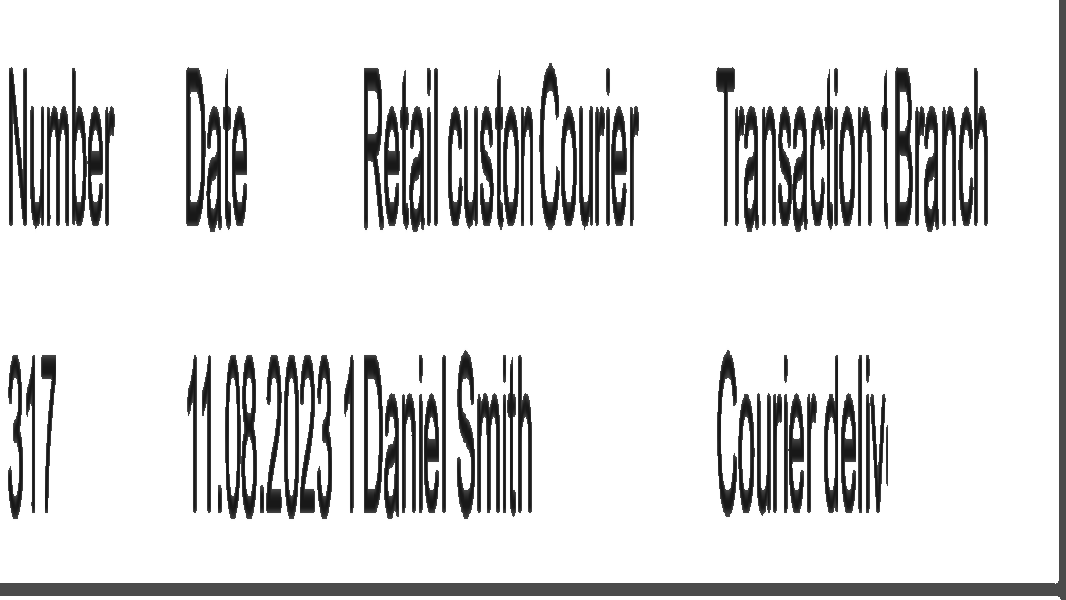 Number Date Retail custon Courier Transaction t Branch
317 11.08.2023 1 Daniel Smith Courier deliv